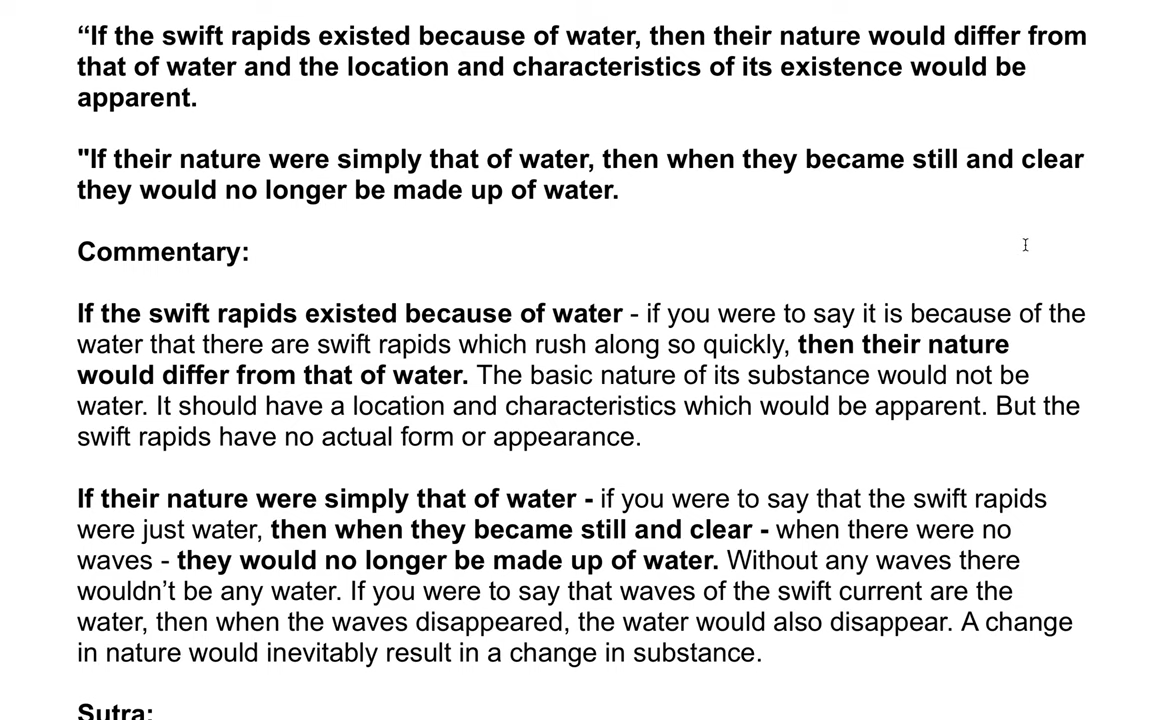 “If the swift rapids existed because of water, then their nature would differ from
that of water and the location and characteristics of its existence would be
apparent.
"If their nature were simply that of water, then when they became still and clear
they would no longer be made up of water.
Commentary:
If the swift rapids existed because of water - if you were to say it is because of the
water that there are swift rapids which rush along so quickly, then their nature
would differ from that of water. The basic nature of its substance would not be
water. It should have a location and characteristics which would be apparent. But the
swift rapids have no actual form or appearance.
If their nature were simply that of water - if you were to say that the swift rapids
were just water, then when they became still and clear - when there were no
waves - they would no longer be made up of water. Without any waves there
wouldn’t be any water. If you were to say that waves of the swift current are the
water, then when the waves disappeared, the water would also disappear. A change
in nature would inevitably result in a change in substance.
Sutra: